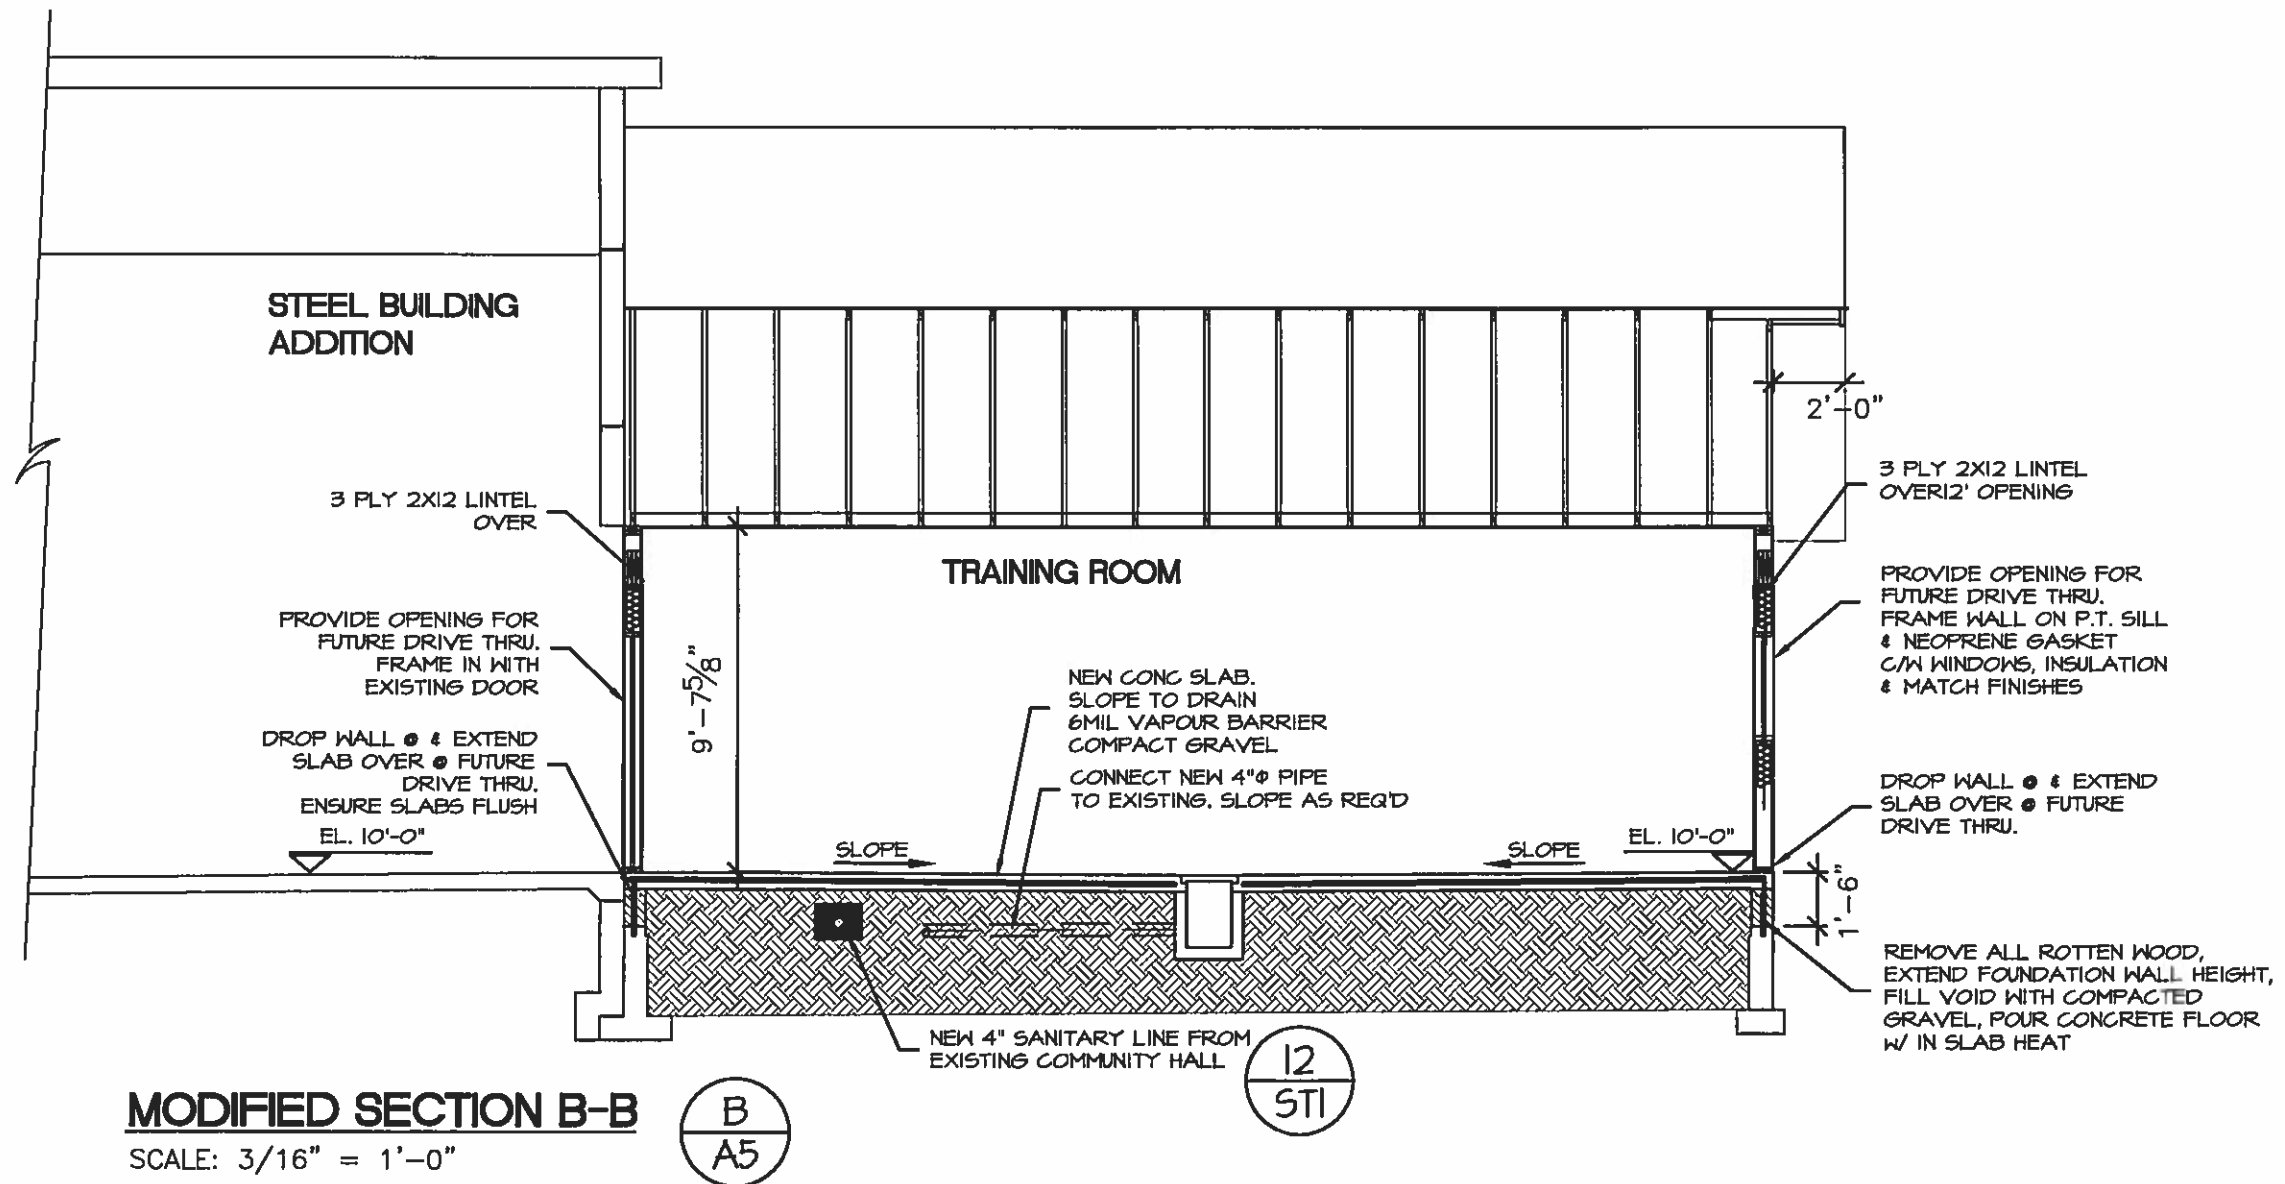 STEEL BUILDING
ADDITION
2'-0"
3 PLY 2X12 LINTEL
OVER
3 PLY 2X12 LINTEL
OVER12' OPENING
TRAINING ROOM
PROVIDE OPENING FOR
FUTURE DRIVE THRU.
FRAME IN WITH
EXISTING DOOR
9'-7 5/8"
PROVIDE OPENING FOR
FUTURE DRIVE THRU.
FRAME WALL ON P.T. SILL
& NEOPRENE GASKET
C/W WINDOWS, INSULATION
& MATCH FINISHES
NEW CONC SLAB.
SLOPE TO DRAIN
6MIL VAPOUR BARRIER
COMPACT GRAVEL
CONNECT NEW 4"Φ PIPE
TO EXISTING. SLOPE AS REQ'D
DROP WALL @ & EXTEND
SLAB OVER @ FUTURE
DRIVE THRU.
ENSURE SLABS FLUSH
EL. 10'-0"
SLOPE
SLOPE
EL. 10'-0"
DROP WALL @ & EXTEND
SLAB OVER @ FUTURE
DRIVE THRU.
1'-6"
REMOVE ALL ROTTEN WOOD,
EXTEND FOUNDATION WALL HEIGHT,
FILL VOID WITH COMPACTED
GRAVEL, POUR CONCRETE FLOOR
W/ IN SLAB HEAT
NEW 4" SANITARY LINE FROM
EXISTING COMMUNITY HALL
12
ST1
MODIFIED SECTION B-B
SCALE: 3/16" = 1'-0"
B
A5